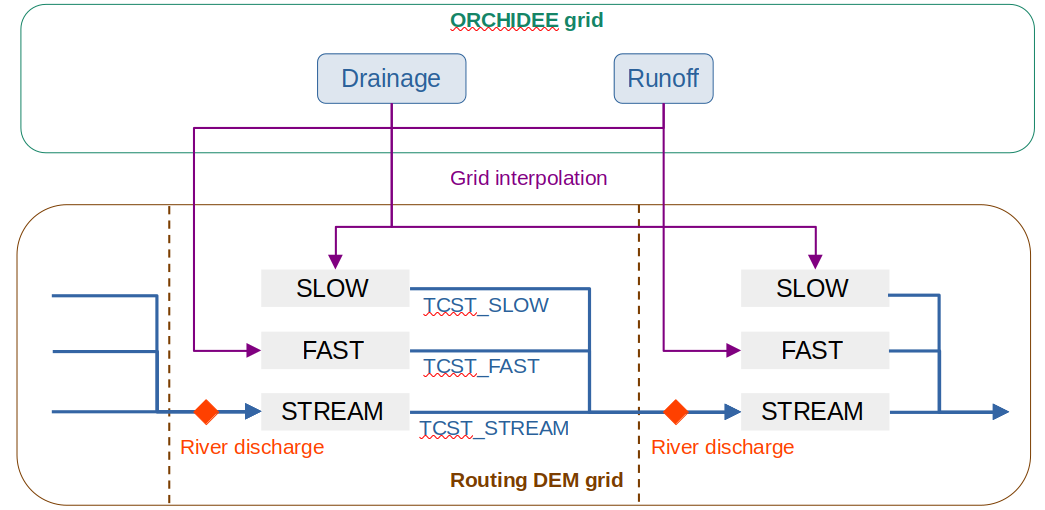 ORCHIDEE grid
Drainage
Runoff
Grid interpolation
SLOW
SLOW
TCST_SLOW
FAST
FAST
TCST_FAST
STREAM
STREAM
TCST_STREAM
River discharge
River discharge
Routing DEM grid